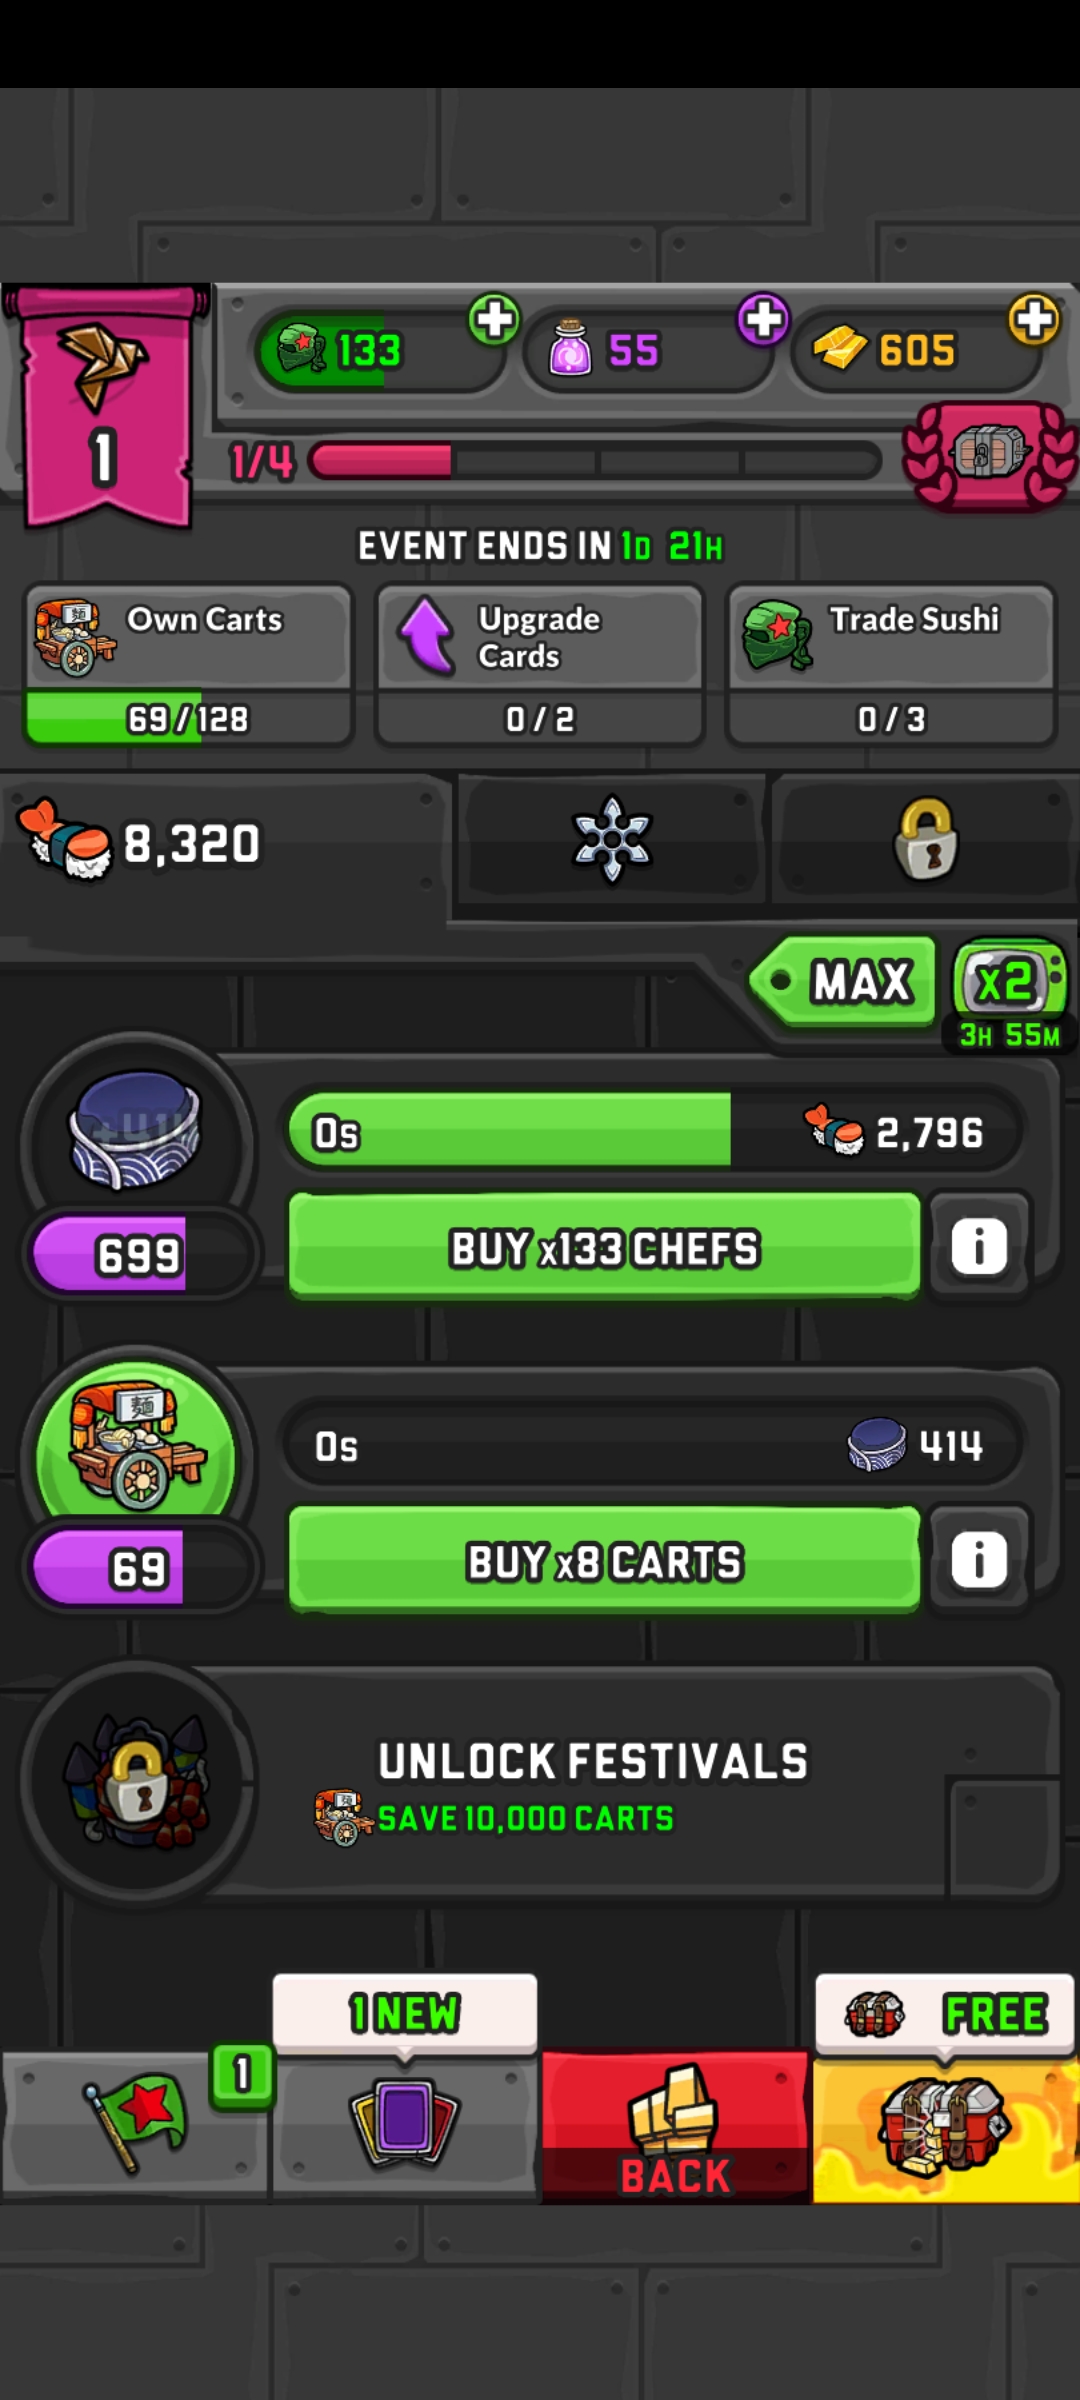 133
55
605
1
1/4
EVENT ENDS IN 1D 21H
Own Carts
69/128
Upgrade
Cards
0/2
Trade Sushi
0/3
8,320
MAX
x2
3H 55M
0s
2,796
699
BUY x133 CHEFS
i
麺
0s
414
69
BUY x8 CARTS
i
UNLOCK FESTIVALS
SAVE 10,000 CARTS
1 NEW
FREE
1
BACK